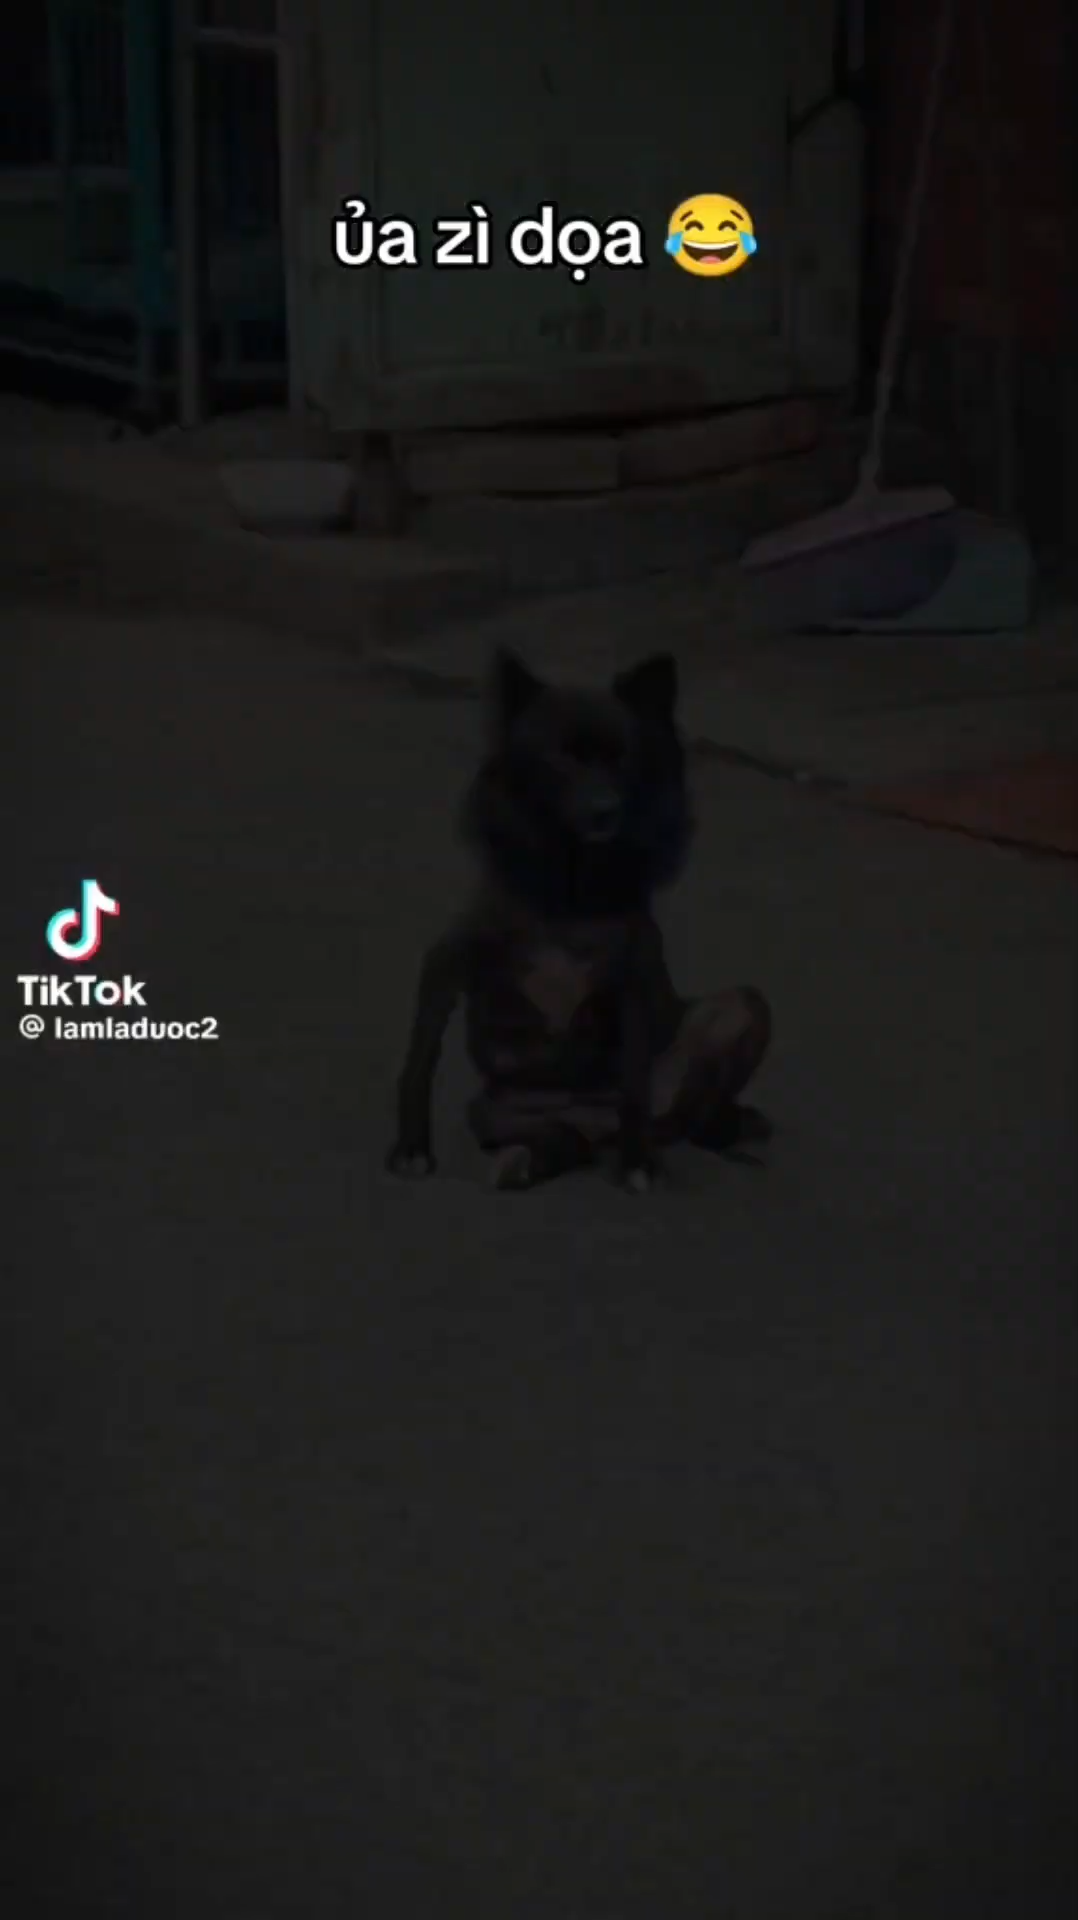 ủa zì dọa 😂
TikTok
@ lamladuoc2